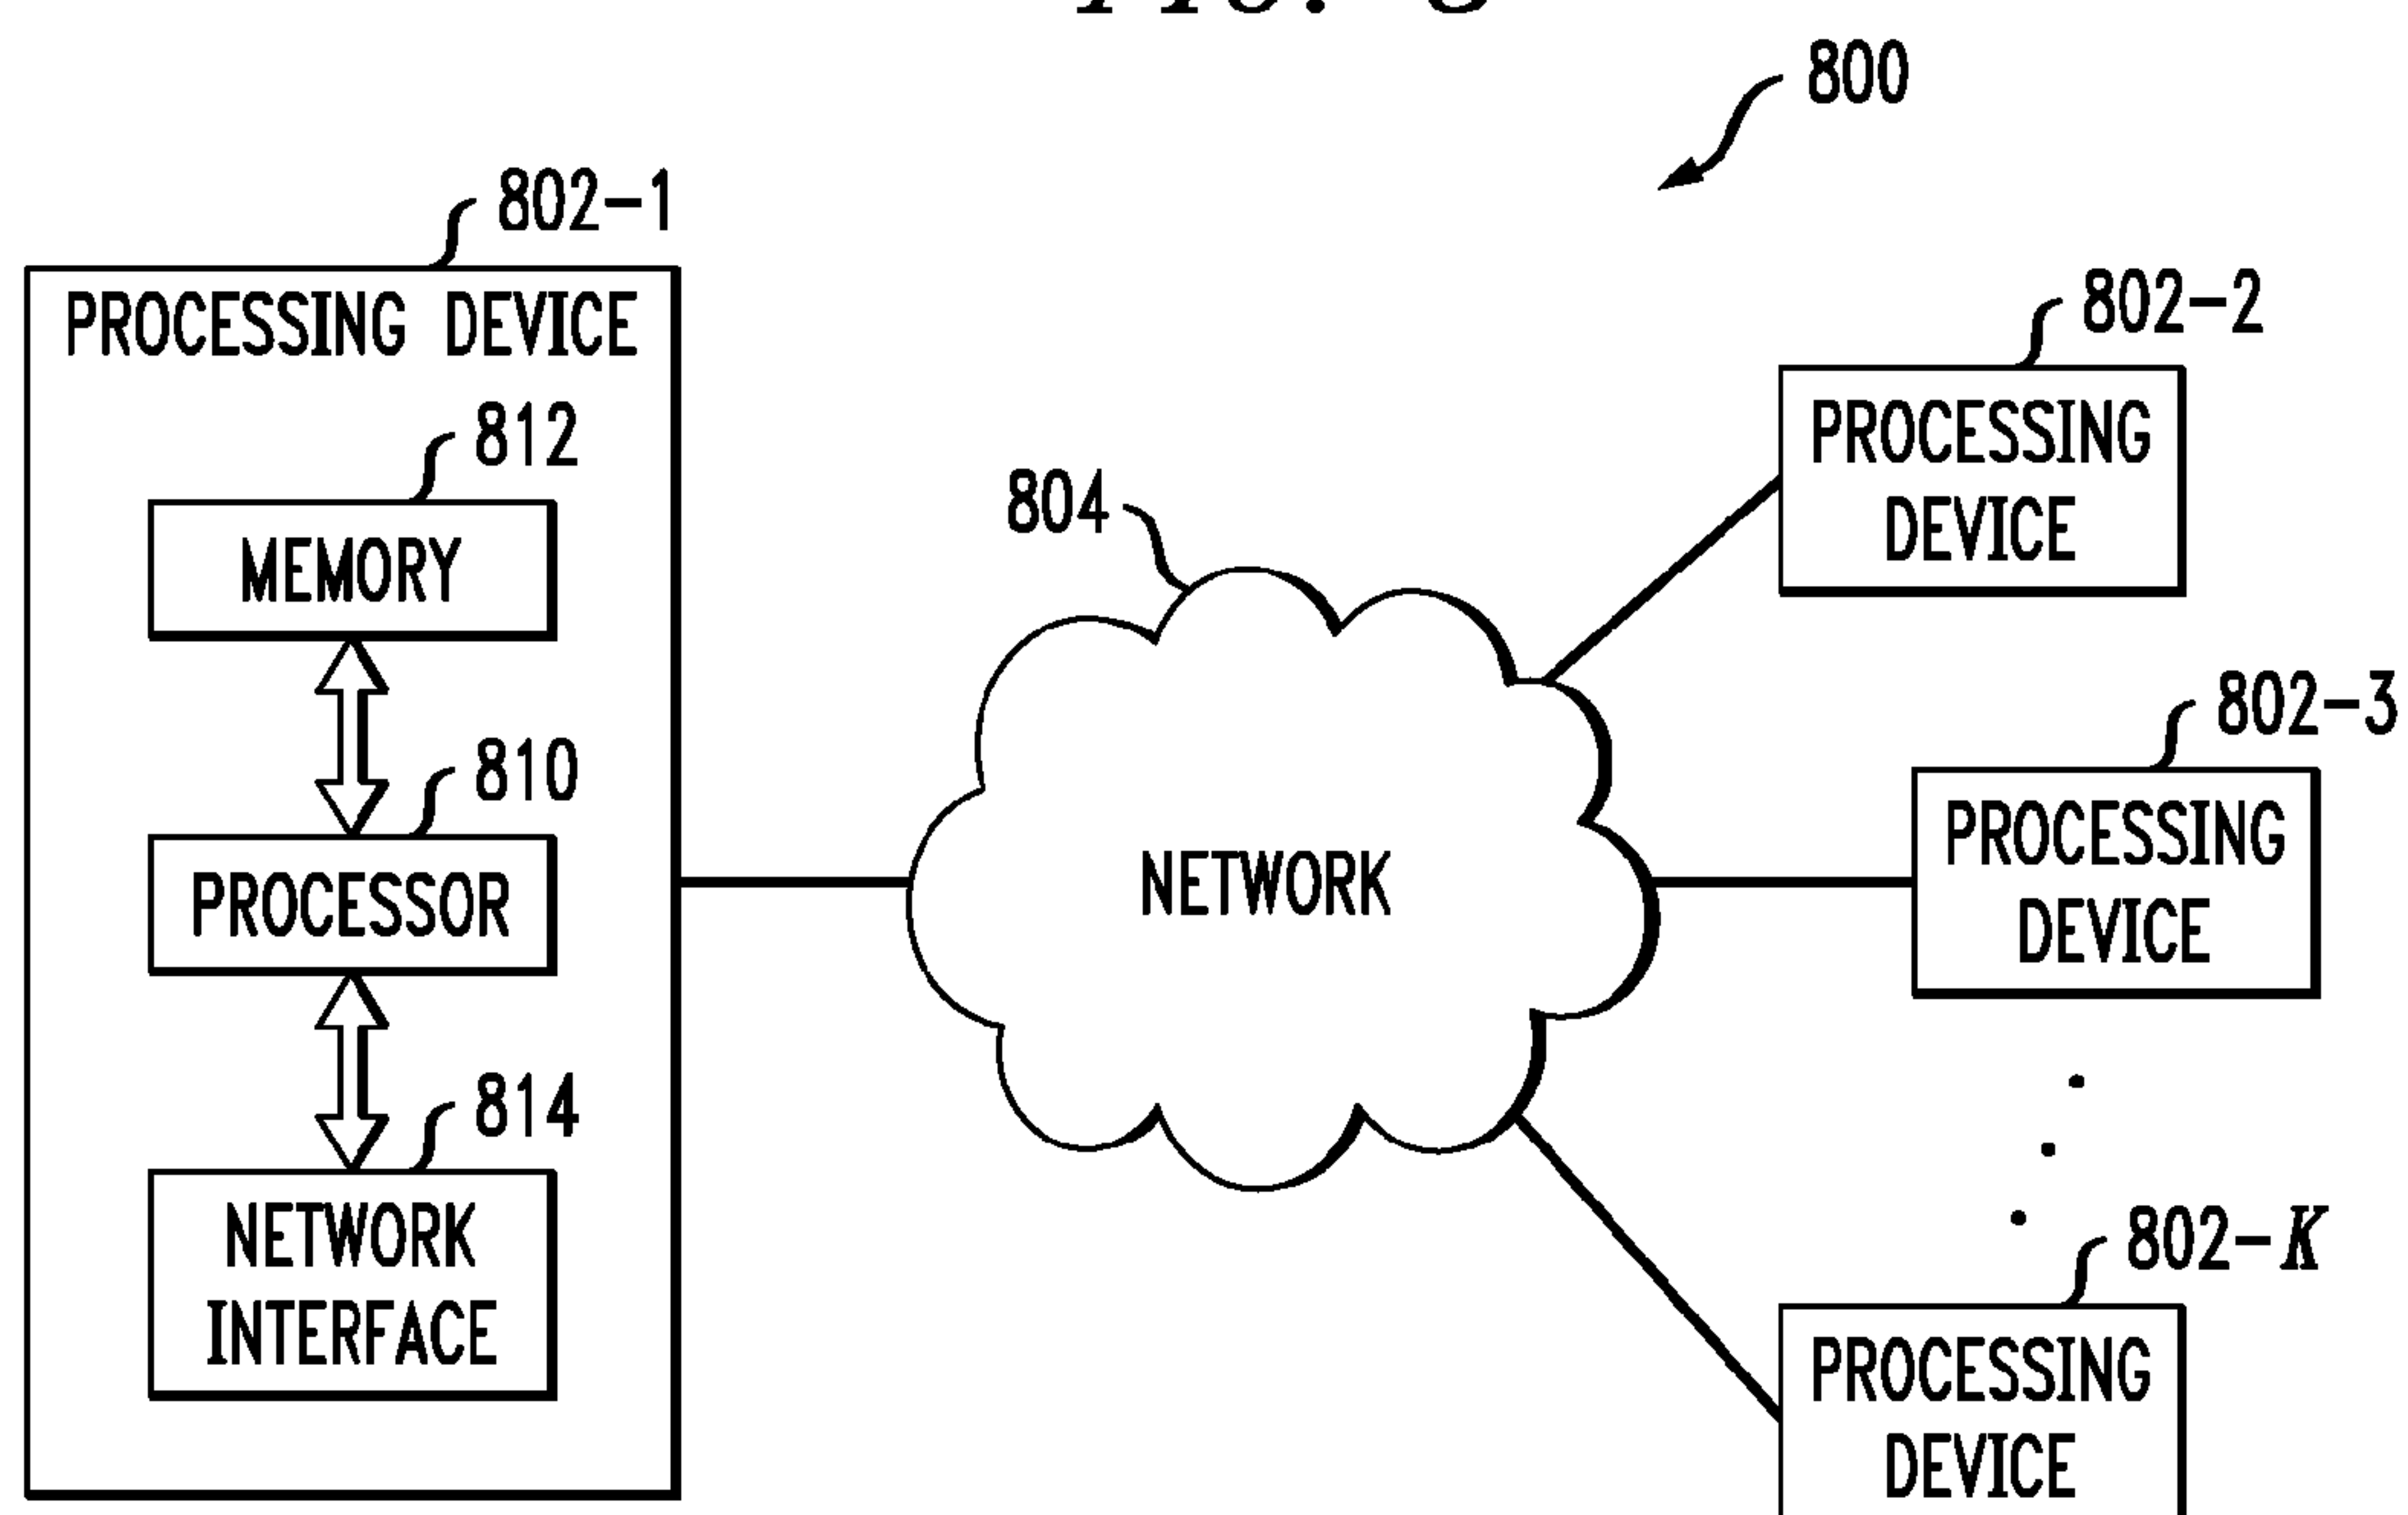 800
802-1
PROCESSING DEVICE
812
MEMORY
810
PROCESSOR
814
NETWORK
INTERFACE
804
NETWORK
802-2
PROCESSING
DEVICE
802-3
PROCESSING
DEVICE
802-K
PROCESSING
DEVICE